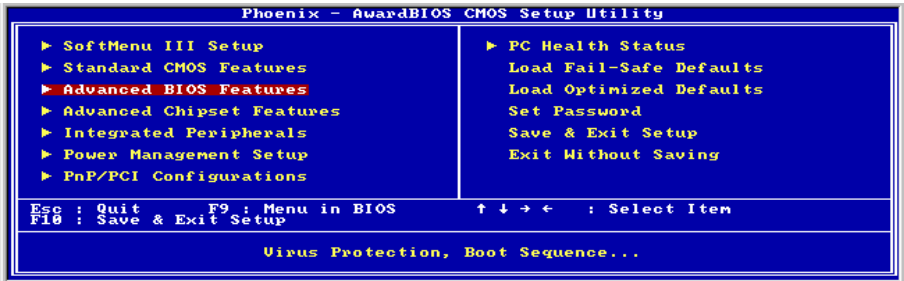 Phoenix - AwardBIOS CMOS Setup Utility
► SoftMenu III Setup
► Standard CMOS Features
► Advanced BIOS Features
► Advanced Chipset Features
► Integrated Peripherals
► Power Management Setup
► PnP/PCI Configurations
► PC Health Status
Load Fail-Safe Defaults
Load Optimized Defaults
Set Password
Save & Exit Setup
Exit Without Saving
Esc : Quit F9 : Menu in BIOS ↑ ↓ → ← : Select Item
F10 : Save & Exit Setup
Virus Protection, Boot Sequence...